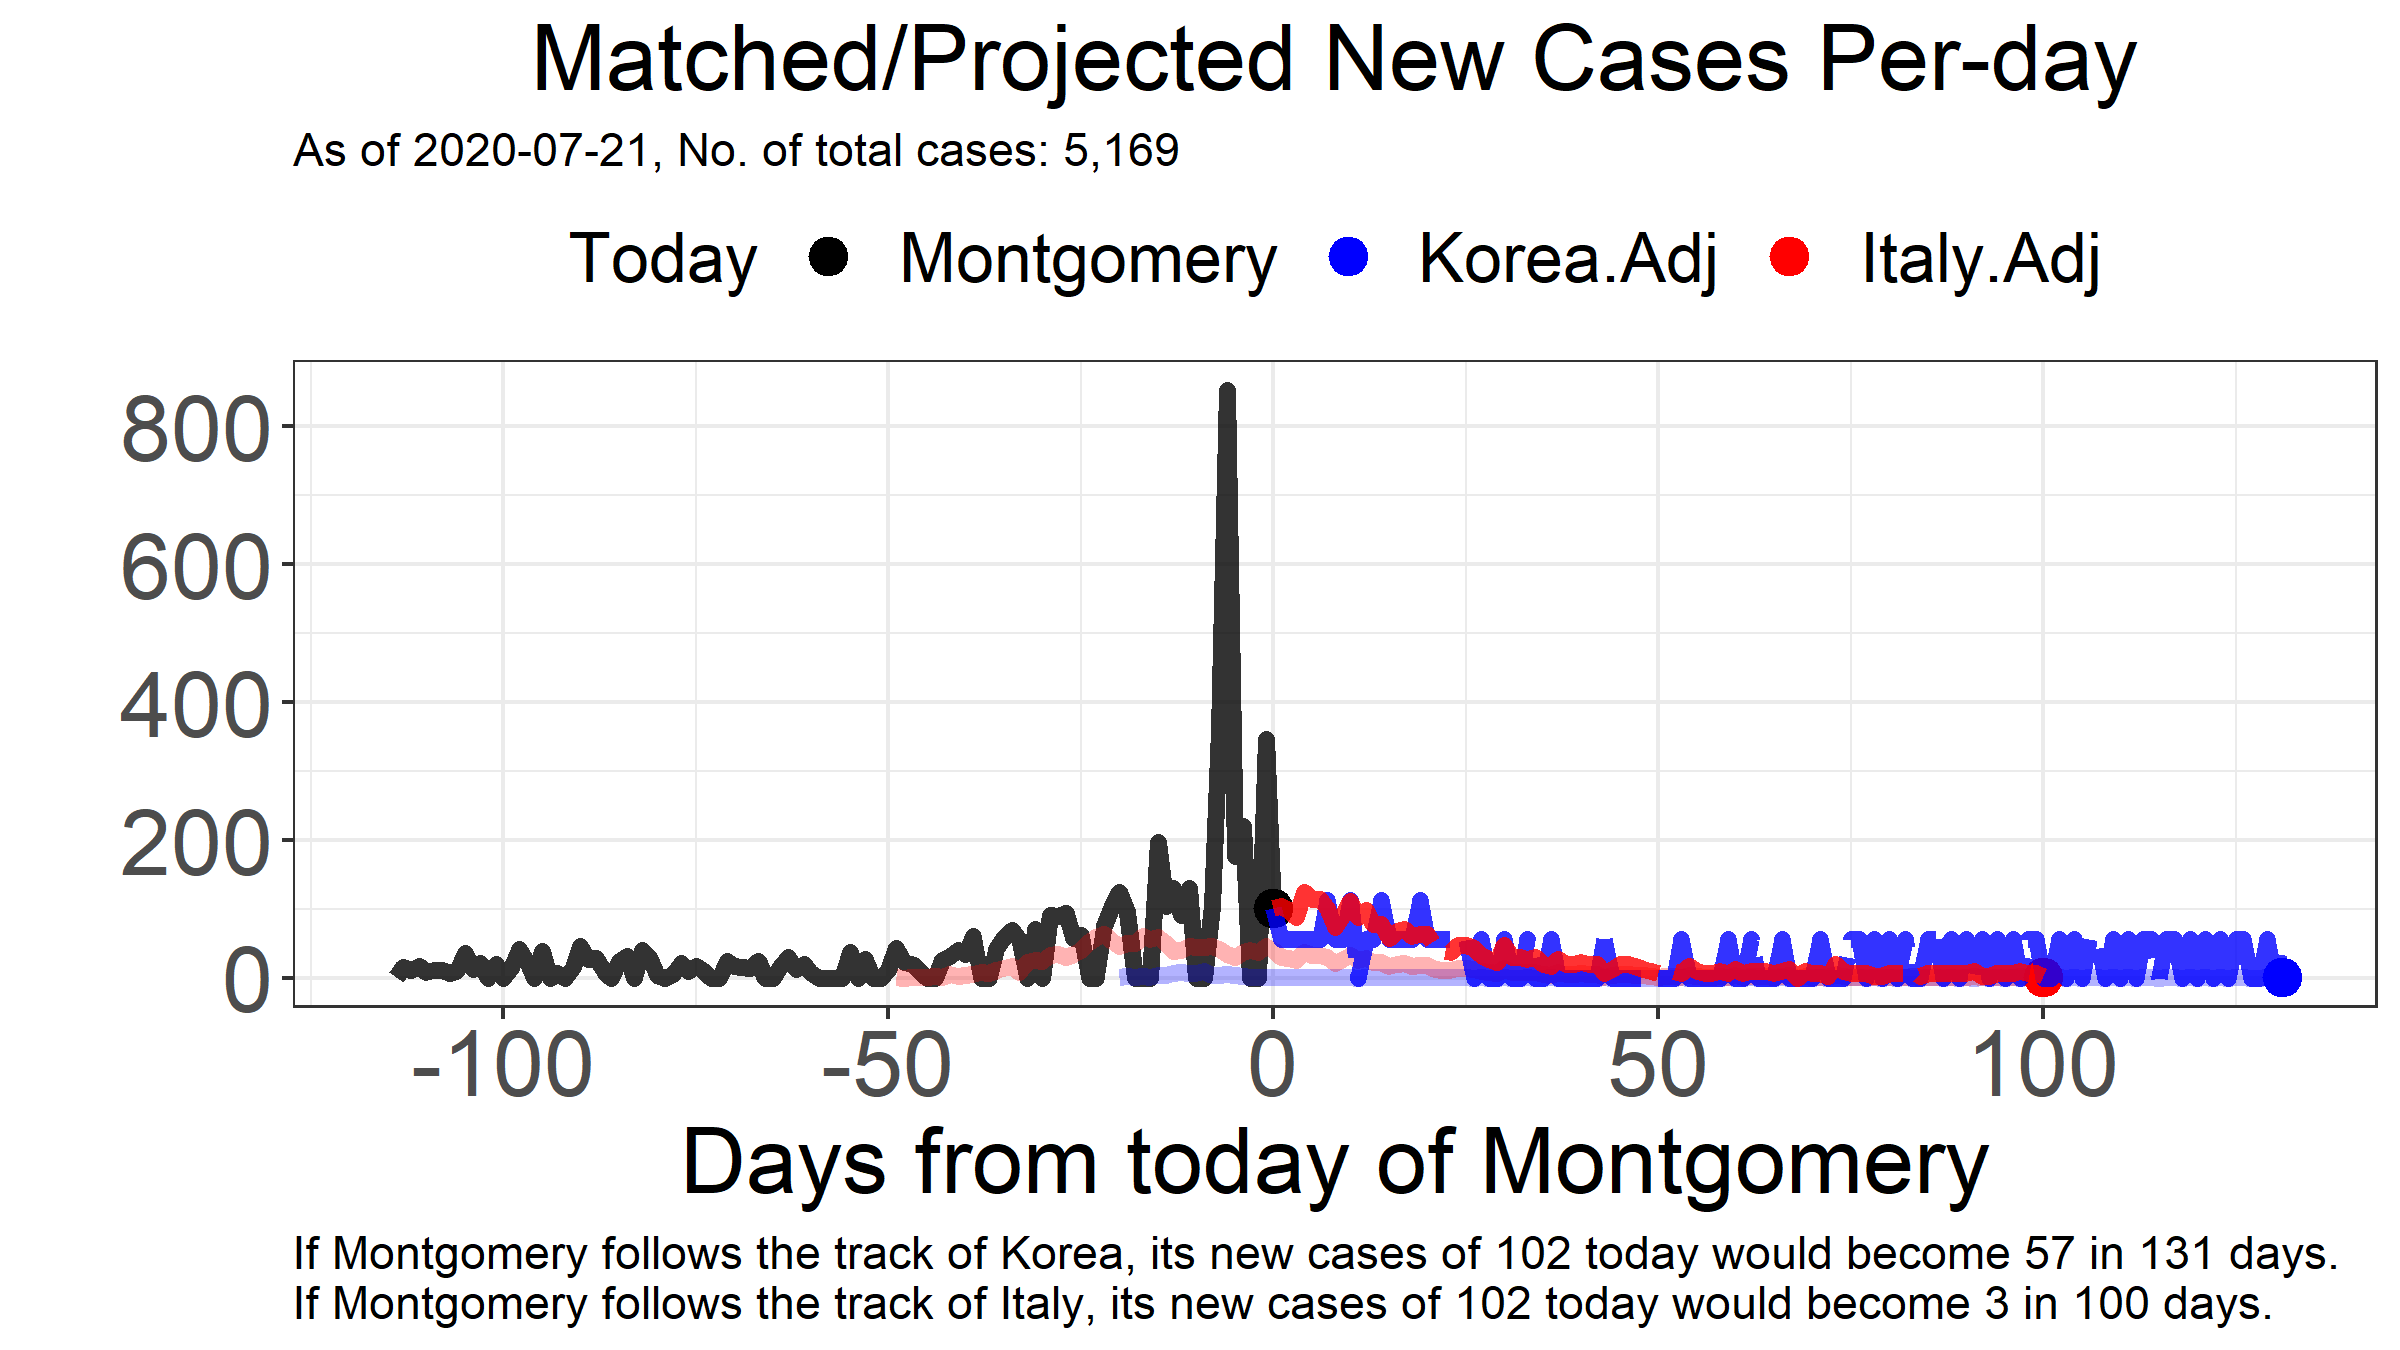 Matched/Projected New Cases Per-day
As of 2020-07-21, No. of total cases: 5,169
Today Montgomery Korea.Adj Italy.Adj
800
600
400
200
0
-100 -50 0 50 100
Days from today of Montgomery
If Montgomery follows the track of Korea, its new cases of 102 today would become 57 in 131 days.
If Montgomery follows the track of Italy, its new cases of 102 today would become 3 in 100 days.